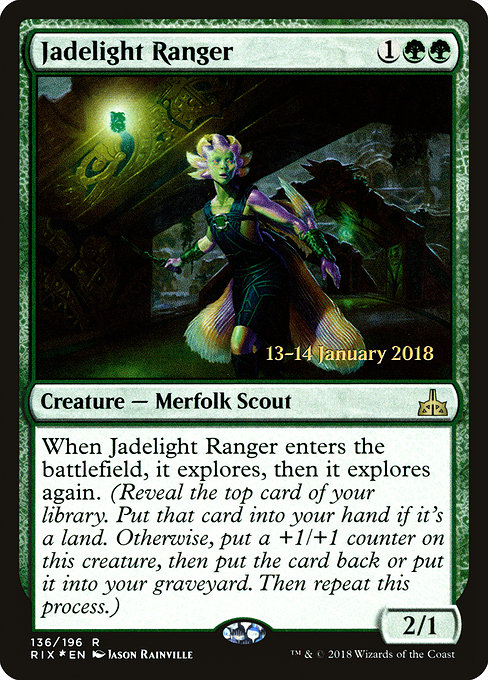 Jadelight Ranger 1
13–14 January 2018
Creature — Merfolk Scout
When Jadelight Ranger enters the
battlefield, it explores, then it explores
again. (Reveal the top card of your
library. Put that card into your hand if it's
a land. Otherwise, put a +1/+1 counter on
this creature, then put the card back or put
it into your graveyard. Then repeat this
process.)
2/1
136/196 R
RIX★EN Jason Rainville
™ & © 2018 Wizards of the Coast